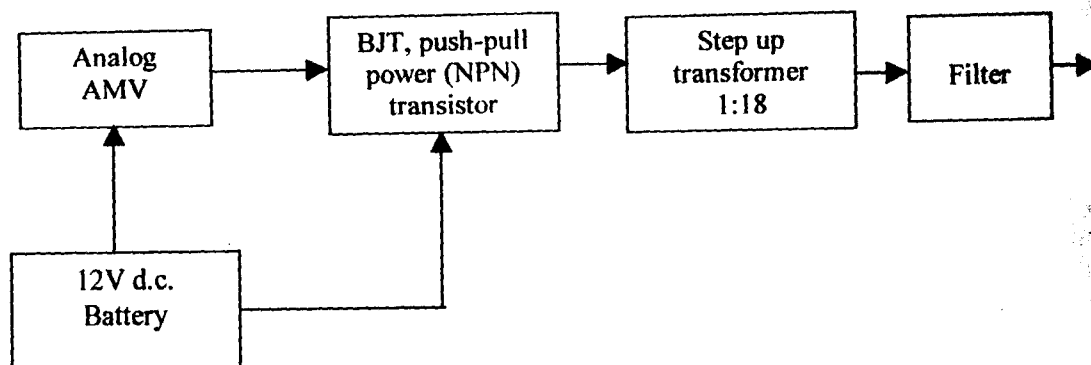 Analog
AMV
BJT, push-pull
power (NPN)
transistor
Step up
transformer
1:18
Filter
12V d.c.
Battery